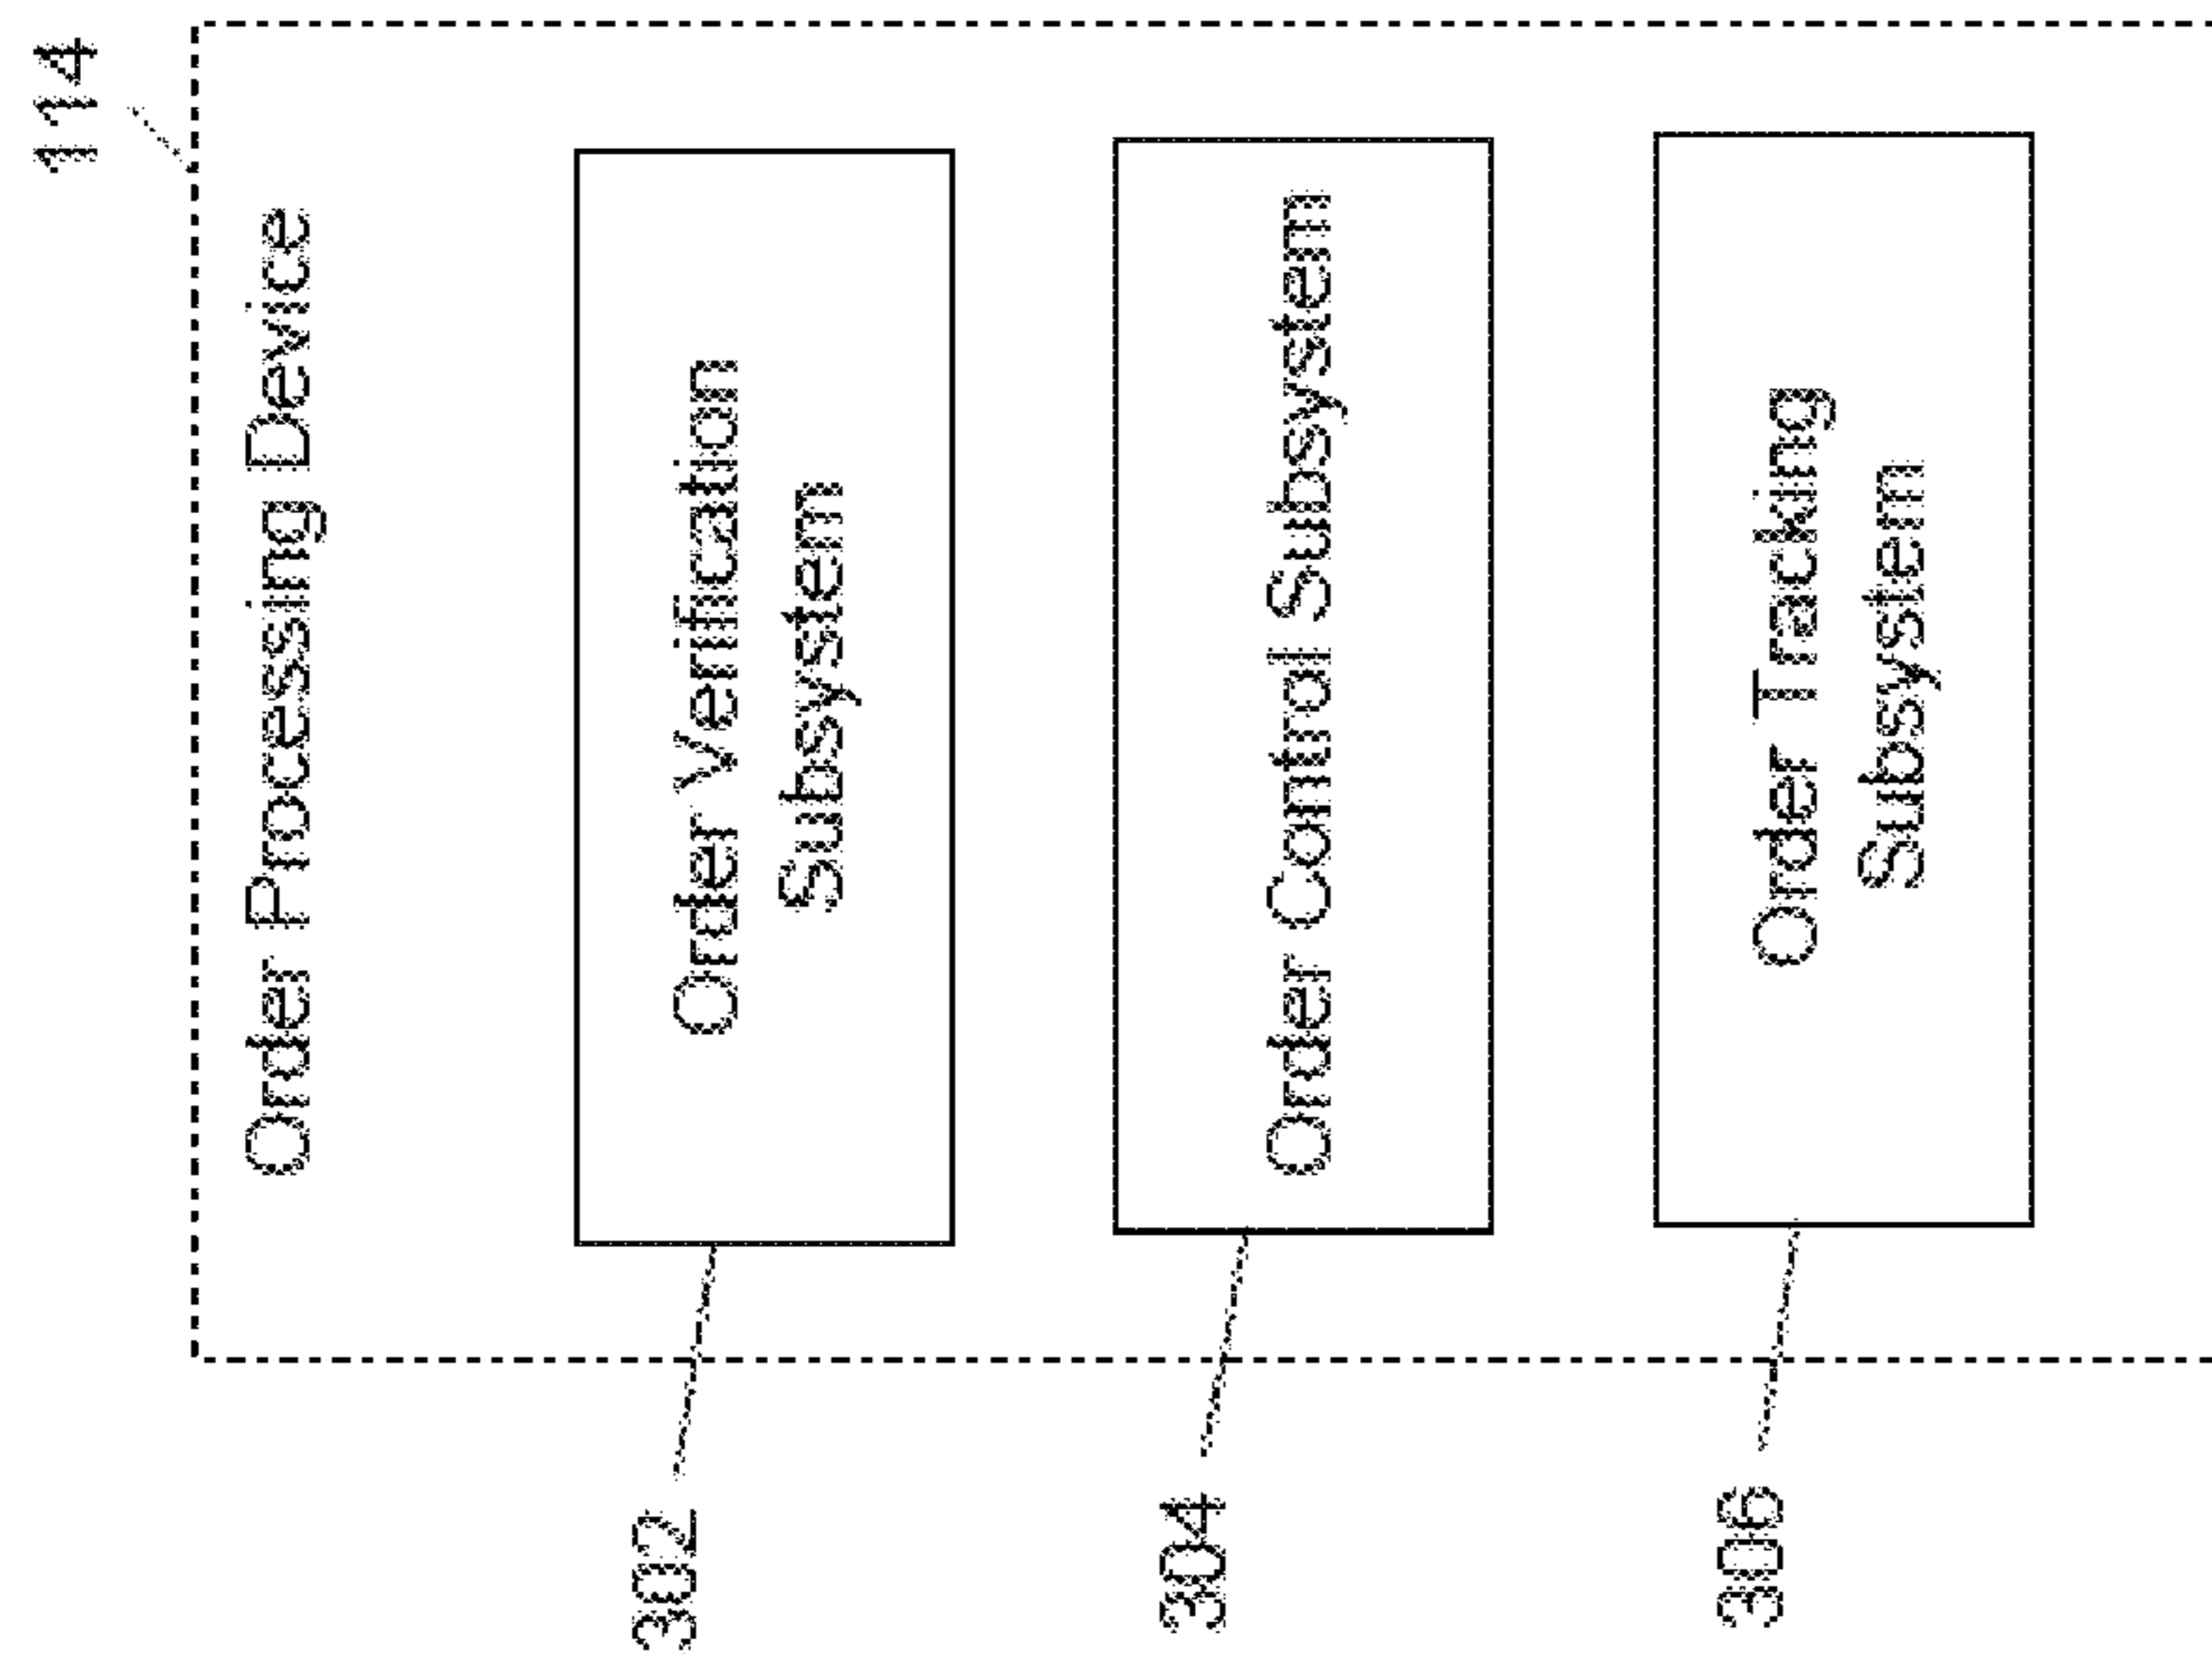 114
Order Processing Device
302
Order Verification
Subsystem
304
Order Control Subsystem
306
Order Tracking
Subsystem